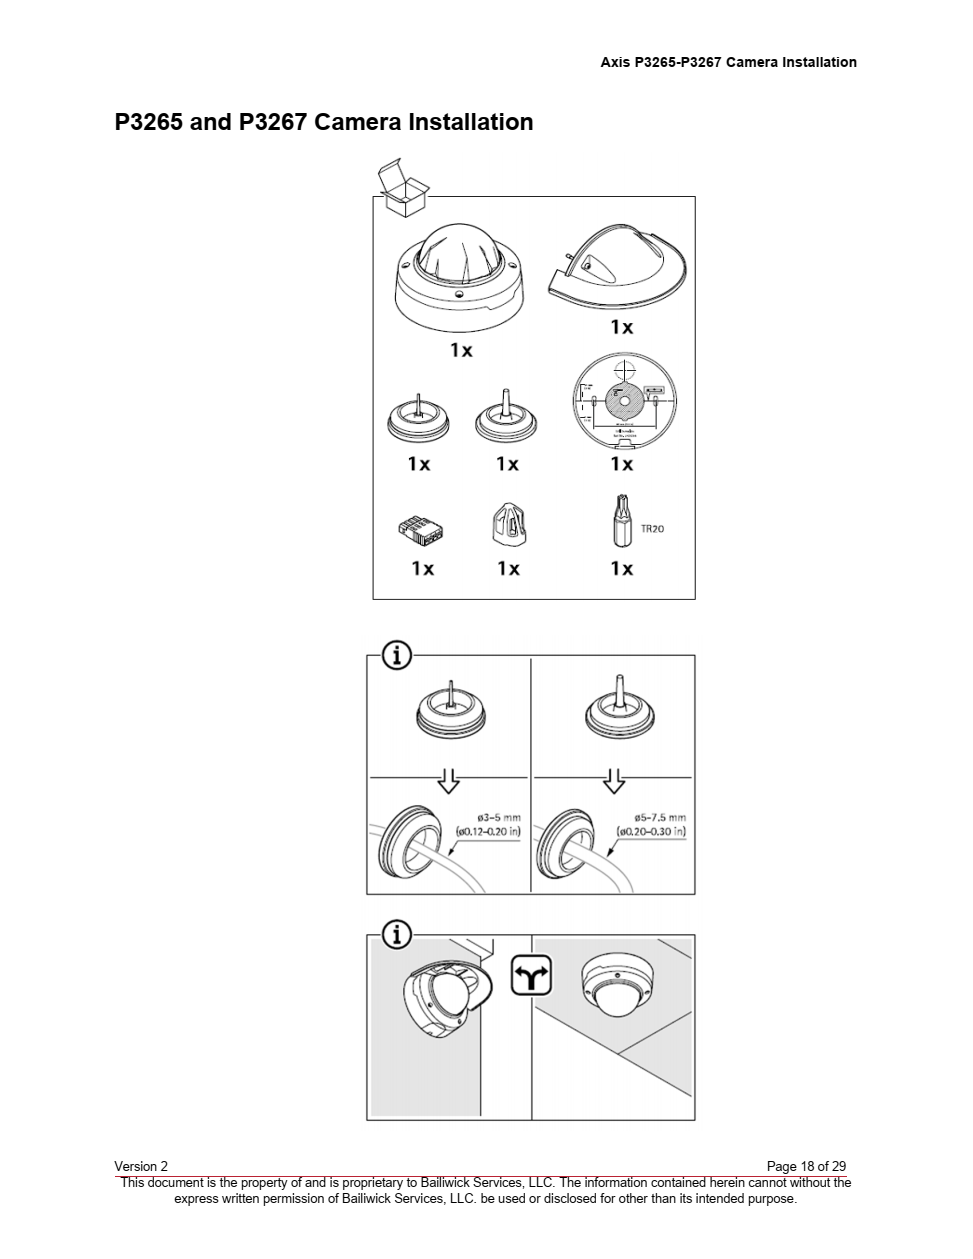 Axis P3265-P3267 Camera Installation
P3265 and P3267 Camera Installation
1x
1x
1x
1x
1x
1x
1x
TR20
1x
i
ø3–5 mm
(ø0.12–0.20 in)
ø5–7.5 mm
(ø0.20–0.30 in)
i
Version 2
Page 18 of 29
This document is the property of and is proprietary to Bailiwick Services, LLC. The information contained herein cannot without the
express written permission of Bailiwick Services, LLC. be used or disclosed for other than its intended purpose.